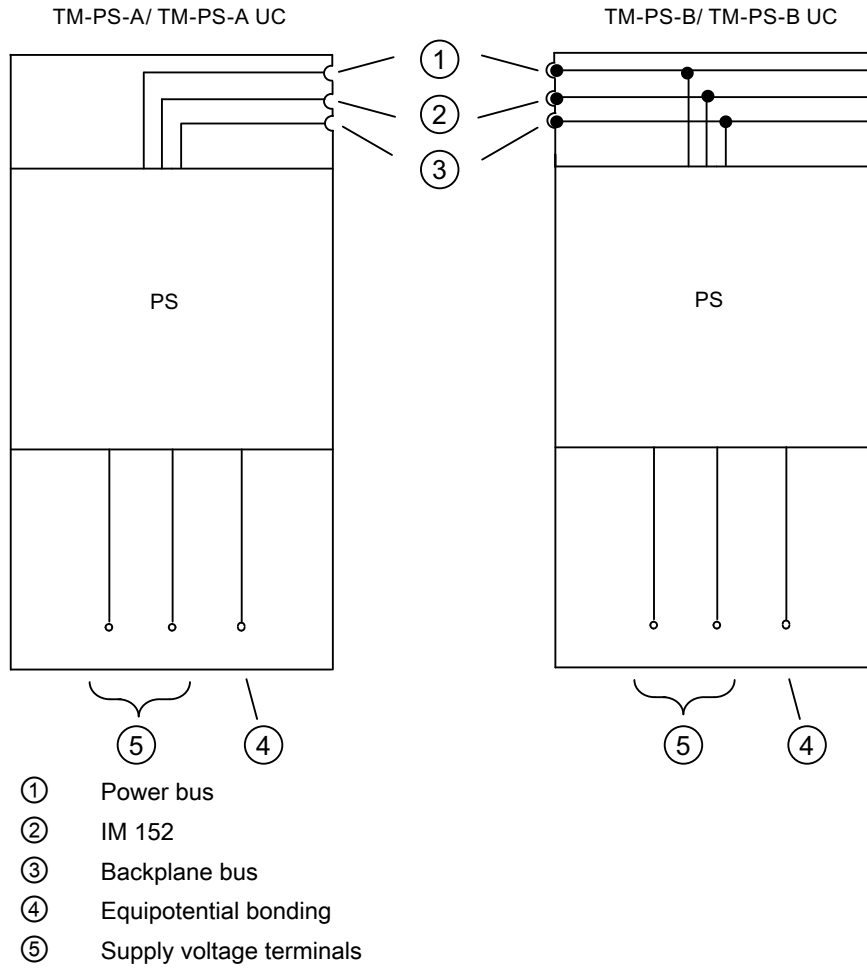 TM-PS-A/ TM-PS-A UC
TM-PS-B/ TM-PS-B UC
①
②
③
PS
PS
⑤
④
⑤
④
① Power bus
② IM 152
③ Backplane bus
④ Equipotential bonding
⑤ Supply voltage terminals